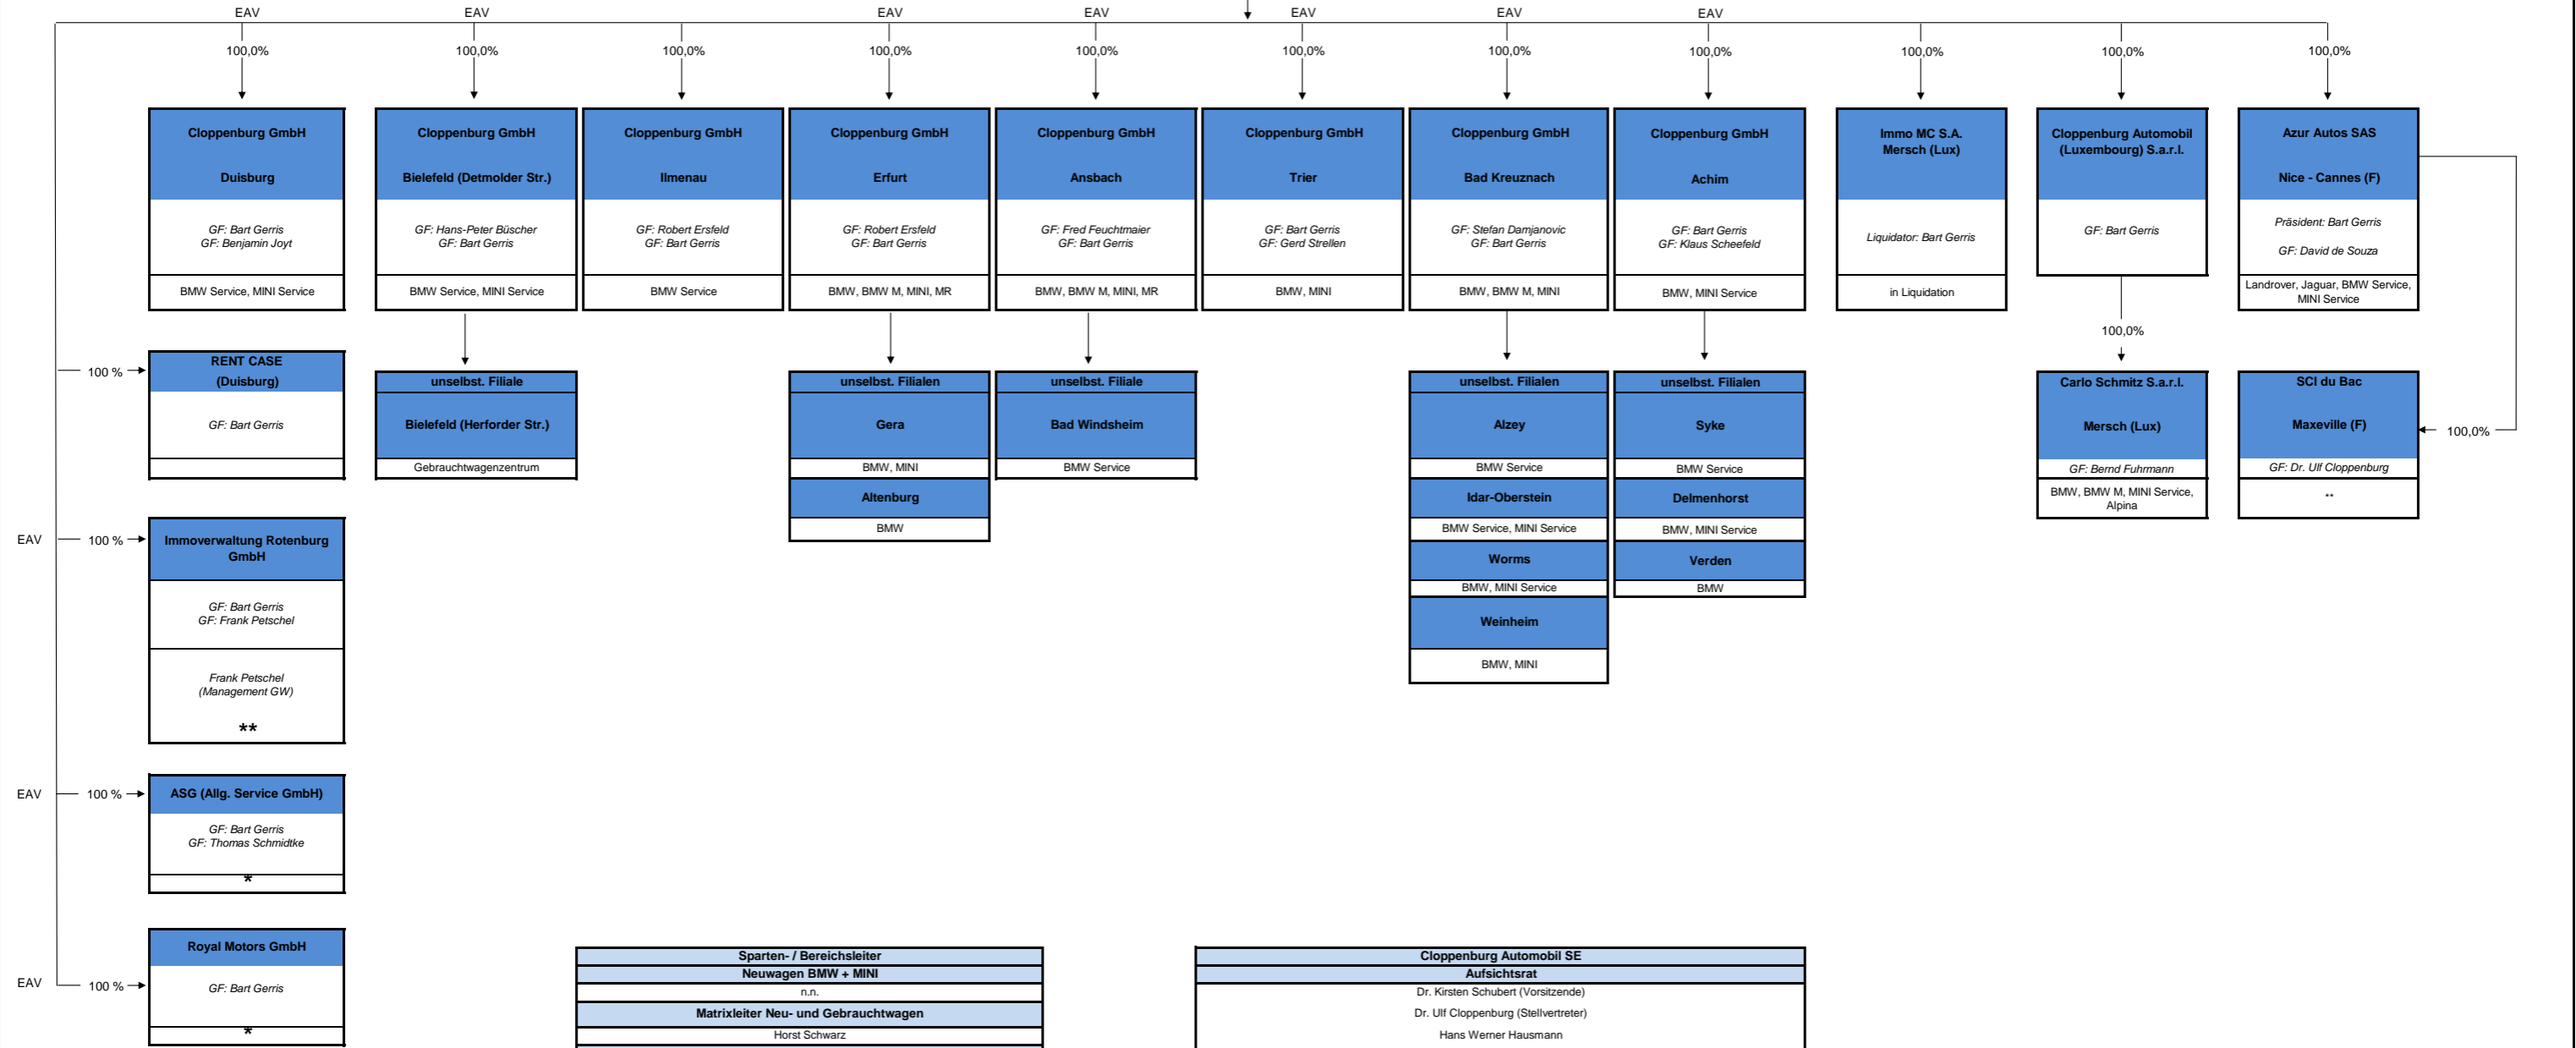 EAV
EAV
EAV
EAV
EAV
EAV
EAV
100,0%
100,0%
100,0%
100,0%
100,0%
100,0%
100,0%
100,0%
100,0%
100,0%
100,0%
Cloppenburg GmbH
Duisburg
GF: Bart Gerris
GF: Benjamin Joyt
BMW Service, MINI Service
Cloppenburg GmbH
Bielefeld (Detmolder Str.)
GF: Hans-Peter Büscher
GF: Bart Gerris
BMW Service, MINI Service
Cloppenburg GmbH
Ilmenau
GF: Robert Ersfeld
GF: Bart Gerris
BMW Service
Cloppenburg GmbH
Erfurt
GF: Robert Ersfeld
GF: Bart Gerris
BMW, BMW M, MINI, MR
Cloppenburg GmbH
Ansbach
GF: Fred Feuchtmaier
GF: Bart Gerris
BMW, BMW M, MINI, MR
Cloppenburg GmbH
Trier
GF: Bart Gerris
GF: Gerd Strellen
BMW, MINI
Cloppenburg GmbH
Bad Kreuznach
GF: Stefan Damjanovic
GF: Bart Gerris
BMW, BMW M, MINI
Cloppenburg GmbH
Achim
GF: Bart Gerris
GF: Klaus Scheefeld
BMW, MINI Service
Immo MC S.A.
Mersch (Lux)
Liquidator: Bart Gerris
in Liquidation
Cloppenburg Automobil
(Luxembourg) S.a.r.l.
GF: Bart Gerris
Azur Autos SAS
Nice - Cannes (F)
Präsident: Bart Gerris
GF: David de Souza
Landrover, Jaguar, BMW Service,
MINI Service
100,0%
100 %
RENT CASE
(Duisburg)
GF: Bart Gerris
unselbst. Filiale
Bielefeld (Herforder Str.)
Gebrauchtwagenzentrum
unselbst. Filialen
Gera
BMW, MINI
Altenburg
BMW
unselbst. Filiale
Bad Windsheim
BMW Service
unselbst. Filialen
Alzey
BMW Service
Idar-Oberstein
BMW Service, MINI Service
Worms
BMW, MINI Service
Weinheim
BMW, MINI
unselbst. Filialen
Syke
BMW Service
Delmenhorst
BMW, MINI Service
Verden
BMW
Carlo Schmitz S.a.r.l.
Mersch (Lux)
GF: Bernd Fuhrmann
BMW, BMW M, MINI Service,
Alpina
SCI du Bac
Maxeville (F)
GF: Dr. Ulf Cloppenburg
**
100,0%
EAV
100 %
Immoverwaltung Rotenburg
GmbH
GF: Bart Gerris
GF: Frank Petschel
Frank Petschel
(Management GW)
**
EAV
100 %
ASG (Allg. Service GmbH)
GF: Bart Gerris
GF: Thomas Schmidtke
*
EAV
100 %
Royal Motors GmbH
GF: Bart Gerris
*
Sparten- / Bereichsleiter
Neuwagen BMW + MINI
n.n.
Matrixleiter Neu- und Gebrauchtwagen
Horst Schwarz
Cloppenburg Automobil SE
Aufsichtsrat
Dr. Kirsten Schubert (Vorsitzende)
Dr. Ulf Cloppenburg (Stellvertreter)
Hans Werner Hausmann